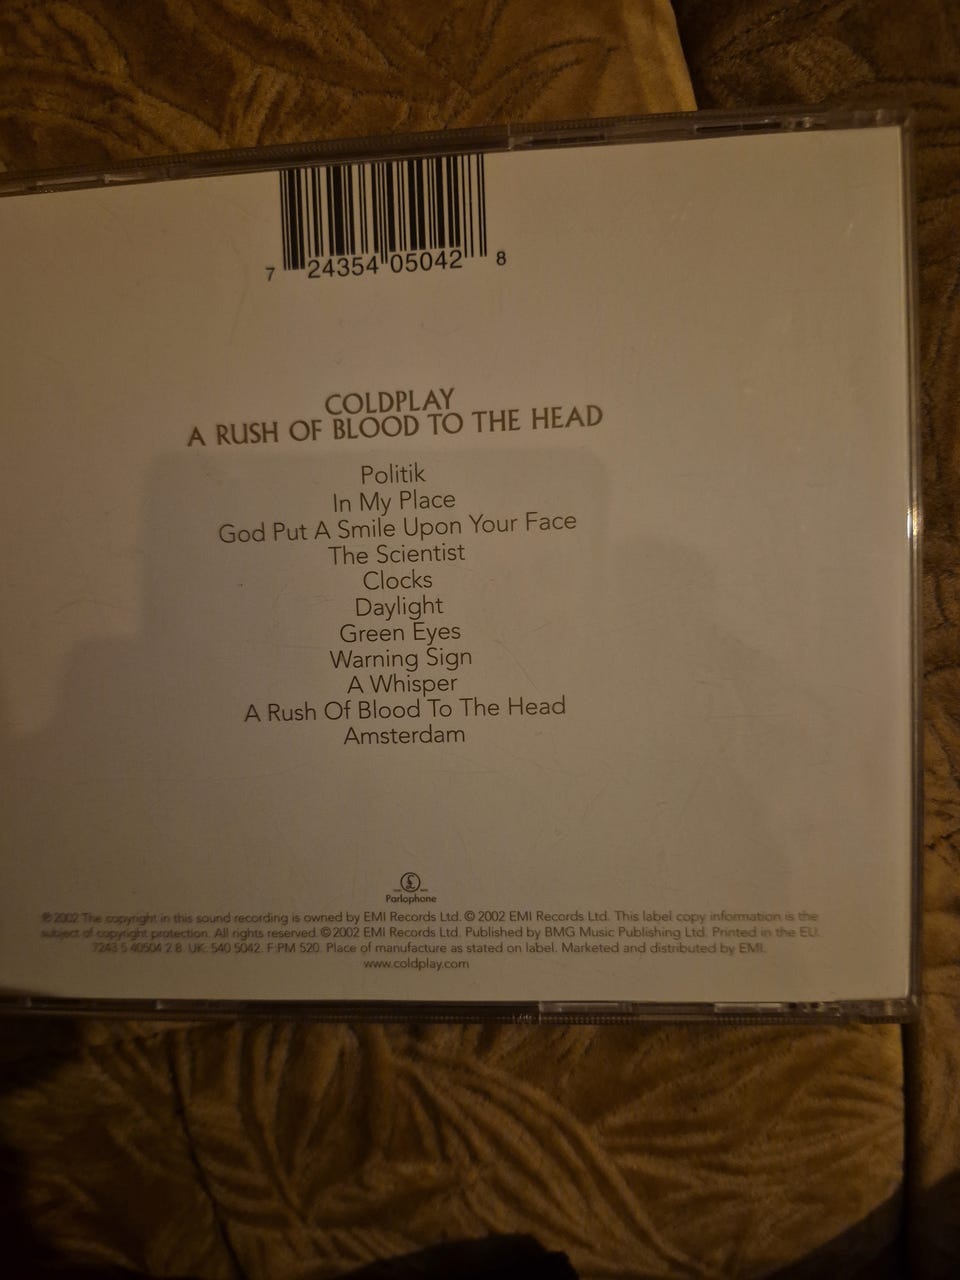 7 24354 05042 8
COLDPLAY
A RUSH OF BLOOD TO THE HEAD
Politik
In My Place
God Put A Smile Upon Your Face
The Scientist
Clocks
Daylight
Green Eyes
Warning Sign
A Whisper
A Rush Of Blood To The Head
Amsterdam
£
Parlophone
℗ 2002 The copyright in this sound recording is owned by EMI Records Ltd. © 2002 EMI Records Ltd. This label copy information is the
subject of copyright protection. All rights reserved. © 2002 EMI Records Ltd. Published by BMG Music Publishing Ltd. Printed in the EU.
7243 5 40504 2 8. UK: 540 5042. F:PM 520. Place of manufacture as stated on label. Marketed and distributed by EMI.
www.coldplay.com